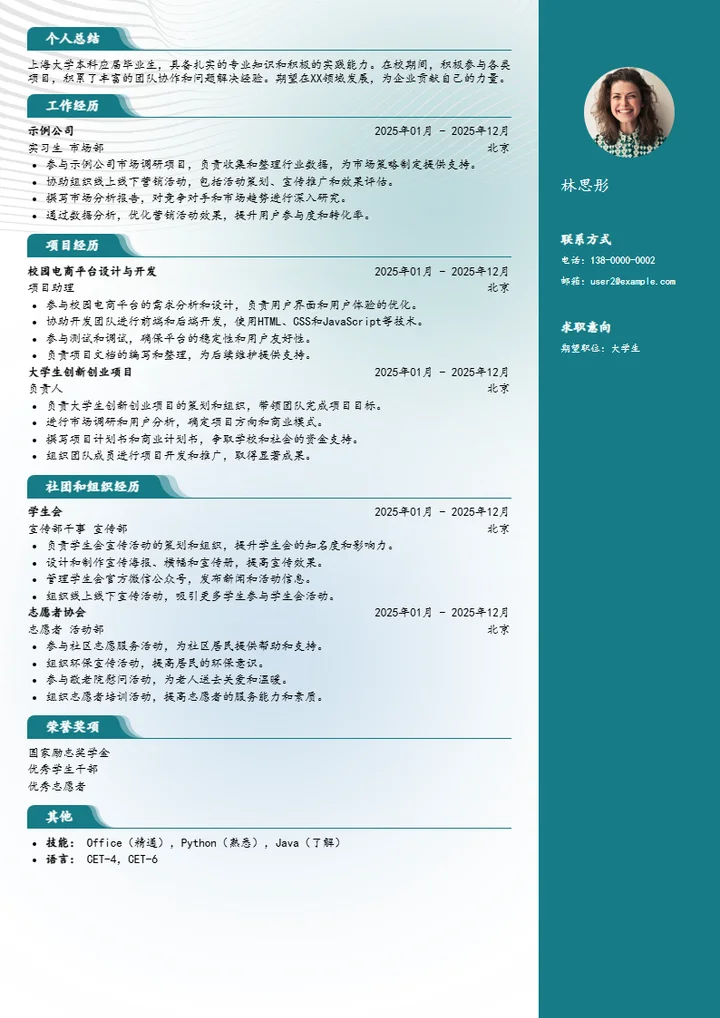 个人总结
上海大学本科应届毕业生，具备扎实的专业知识和积极的实践能力。在校期间，积极参与各类
项目，积累了丰富的团队协作和问题解决经验。期望在XX领域发展，为企业贡献自己的力量。
工作经历
示例公司 2025年01月 - 2025年12月
实习生 市场部 北京
• 参与示例公司市场调研项目，负责收集和整理行业数据，为市场策略制定提供支持。
• 协助组织线上线下营销活动，包括活动策划、宣传推广和效果评估。
• 撰写市场分析报告，对竞争对手和市场趋势进行深入研究。
• 通过数据分析，优化营销活动效果，提升用户参与度和转化率。
项目经历
校园电商平台设计与开发 2025年01月 - 2025年12月
项目助理 北京
• 参与校园电商平台的需求分析和设计，负责用户界面和用户体验的优化。
• 协助开发团队进行前端和后端开发，使用HTML、CSS和JavaScript等技术。
• 参与测试和调试，确保平台的稳定性和用户友好性。
• 负责项目文档的编写和整理，为后续维护提供支持。
大学生创新创业项目 2025年01月 - 2025年12月
负责人 北京
• 负责大学生创新创业项目的策划和组织，带领团队完成项目目标。
• 进行市场调研和用户分析，确定项目方向和商业模式。
• 撰写项目计划书和商业计划书，争取学校和社会的资金支持。
• 组织团队成员进行项目开发和推广，取得显著成果。
社团和组织经历
学生会 2025年01月 - 2025年12月
宣传部干事 宣传部 北京
• 负责学生会宣传活动的策划和组织，提升学生会的知名度和影响力。
• 设计和制作宣传海报、横幅和宣传册，提高宣传效果。
• 管理学生会官方微信公众号，发布新闻和活动信息。
• 组织线上线下宣传活动，吸引更多学生参与学生会活动。
志愿者协会 2025年01月 - 2025年12月
志愿者 活动部 北京
• 参与社区志愿服务活动，为社区居民提供帮助和支持。
• 组织环保宣传活动，提高居民的环保意识。
• 参与敬老院慰问活动，为老人送去关爱和温暖。
• 组织志愿者培训活动，提高志愿者的服务能力和素质。
荣誉奖项
国家励志奖学金
优秀学生干部
优秀志愿者
其他
• 技能： Office（精通），Python（熟悉），Java（了解）
• 语言： CET-4，CET-6
林思彤
联系方式
电话：138-0000-0002
邮箱：user2@example.com
求职意向
期望职位：大学生